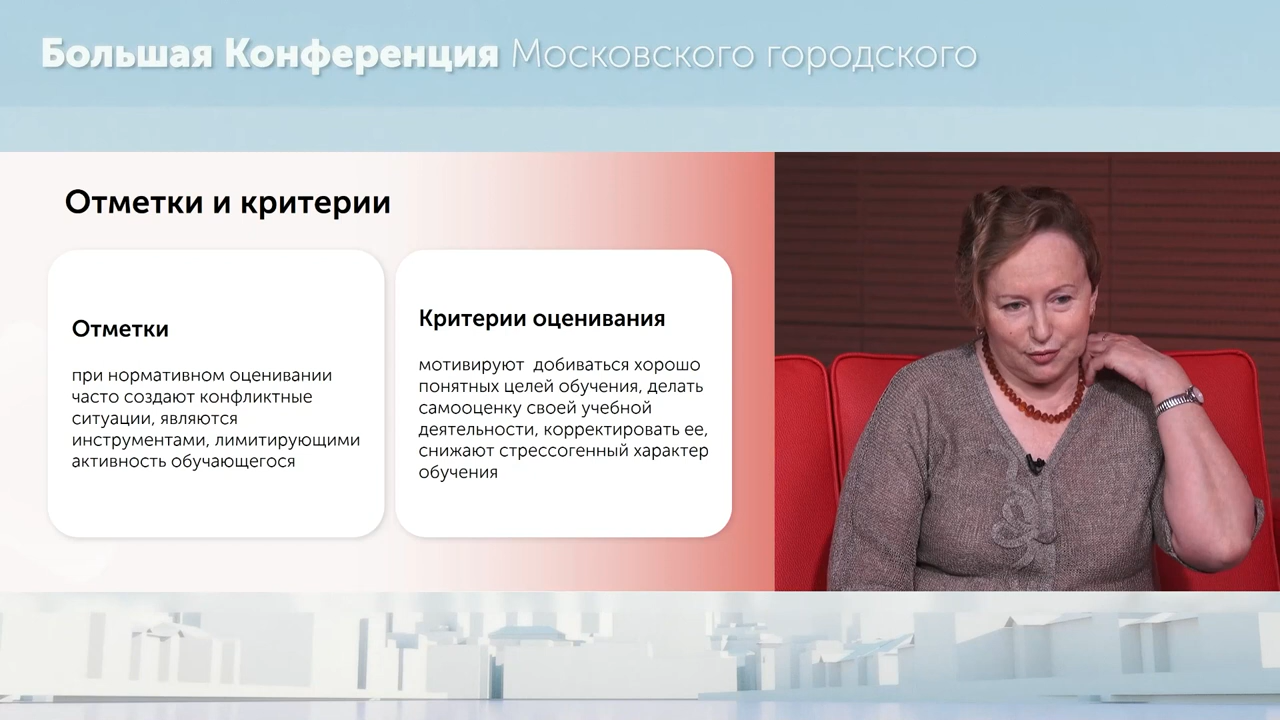 Большая Конференция Московского городского
Отметки и критерии
Отметки
при нормативном оценивании
часто создают конфликтные
ситуации, являются
инструментами, лимитирующими
активность обучающегося
Критерии оценивания
мотивируют добиваться хорошо
понятных целей обучения, делать
самооценку своей учебной
деятельности, корректировать ее,
снижают стрессогенный характер
обучения